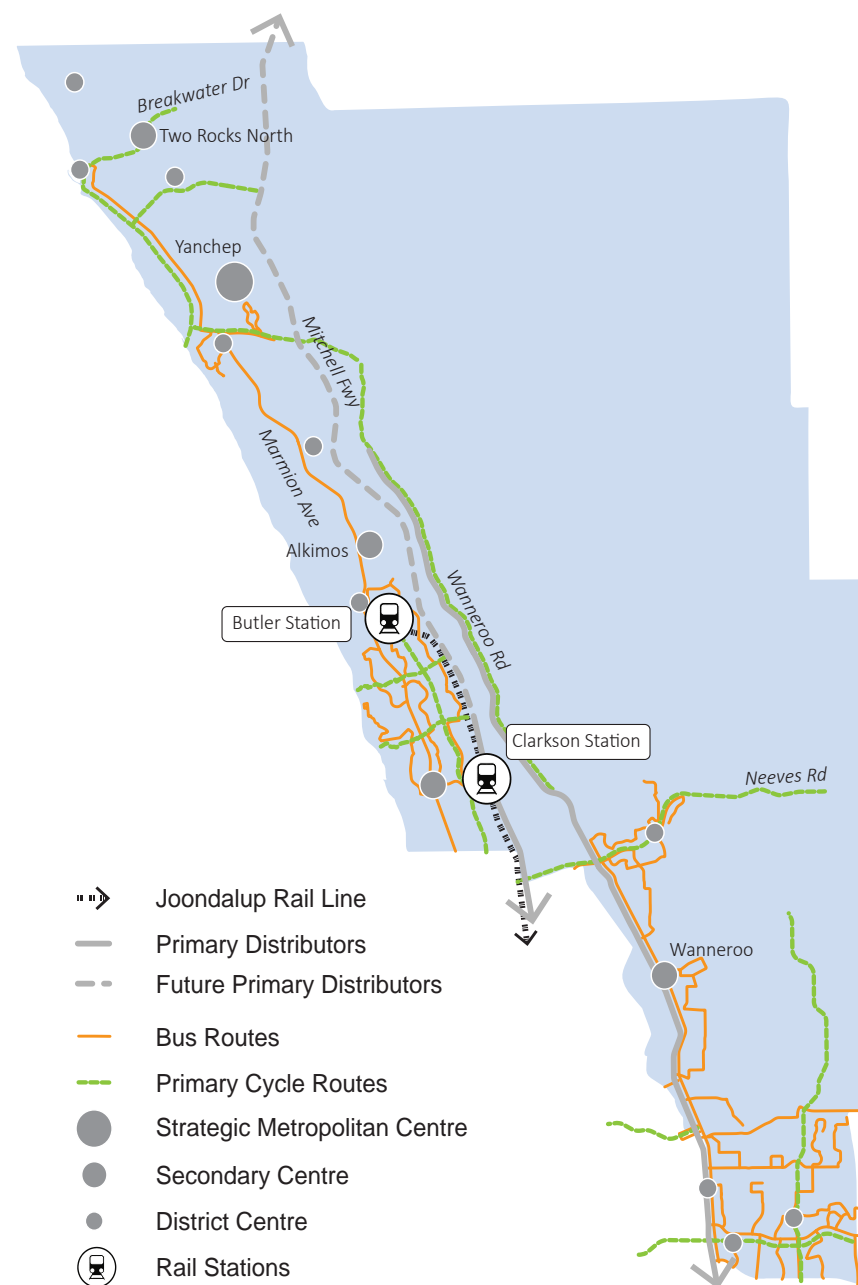 Breakwater Dr
Two Rocks North
Yanchep
Mitchell Fwy
Marmion Ave
Alkimos
Wanneroo Rd
Butler Station
Clarkson Station
Neeves Rd
Wanneroo
Joondalup Rail Line
Primary Distributors
Future Primary Distributors
Bus Routes
Primary Cycle Routes
Strategic Metropolitan Centre
Secondary Centre
District Centre
Rail Stations